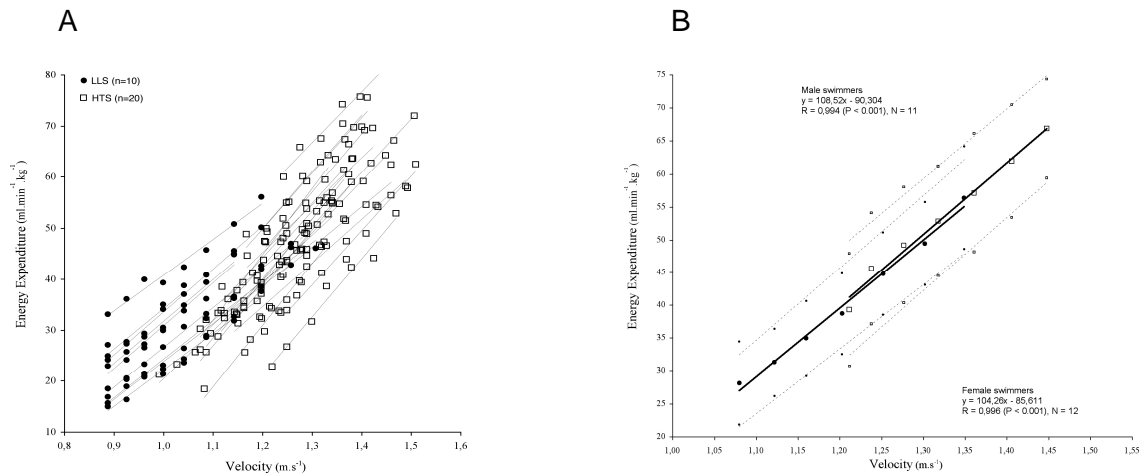 A
Energy Expenditure (ml.min⁻¹.kg⁻¹)
80
70
60
50
40
30
20
10
LLS (n=10)
HTS (n=20)
0,8
0,9
1,0
1,1
1,2
1,3
1,4
1,5
1,6
Velocity (m.s⁻¹)
B
Energy Expenditure (ml.min⁻¹.kg⁻¹)
75
70
65
60
55
50
45
40
35
30
25
20
Male swimmers
y = 108,52x - 90,304
R = 0,994 (P < 0.001), N = 11
Female swimmers
y = 104,26x - 85,611
R = 0,996 (P < 0.001), N = 12
1,00
1,05
1,10
1,15
1,20
1,25
1,30
1,35
1,40
1,45
1,50
1,55
Velocity (m.s⁻¹)